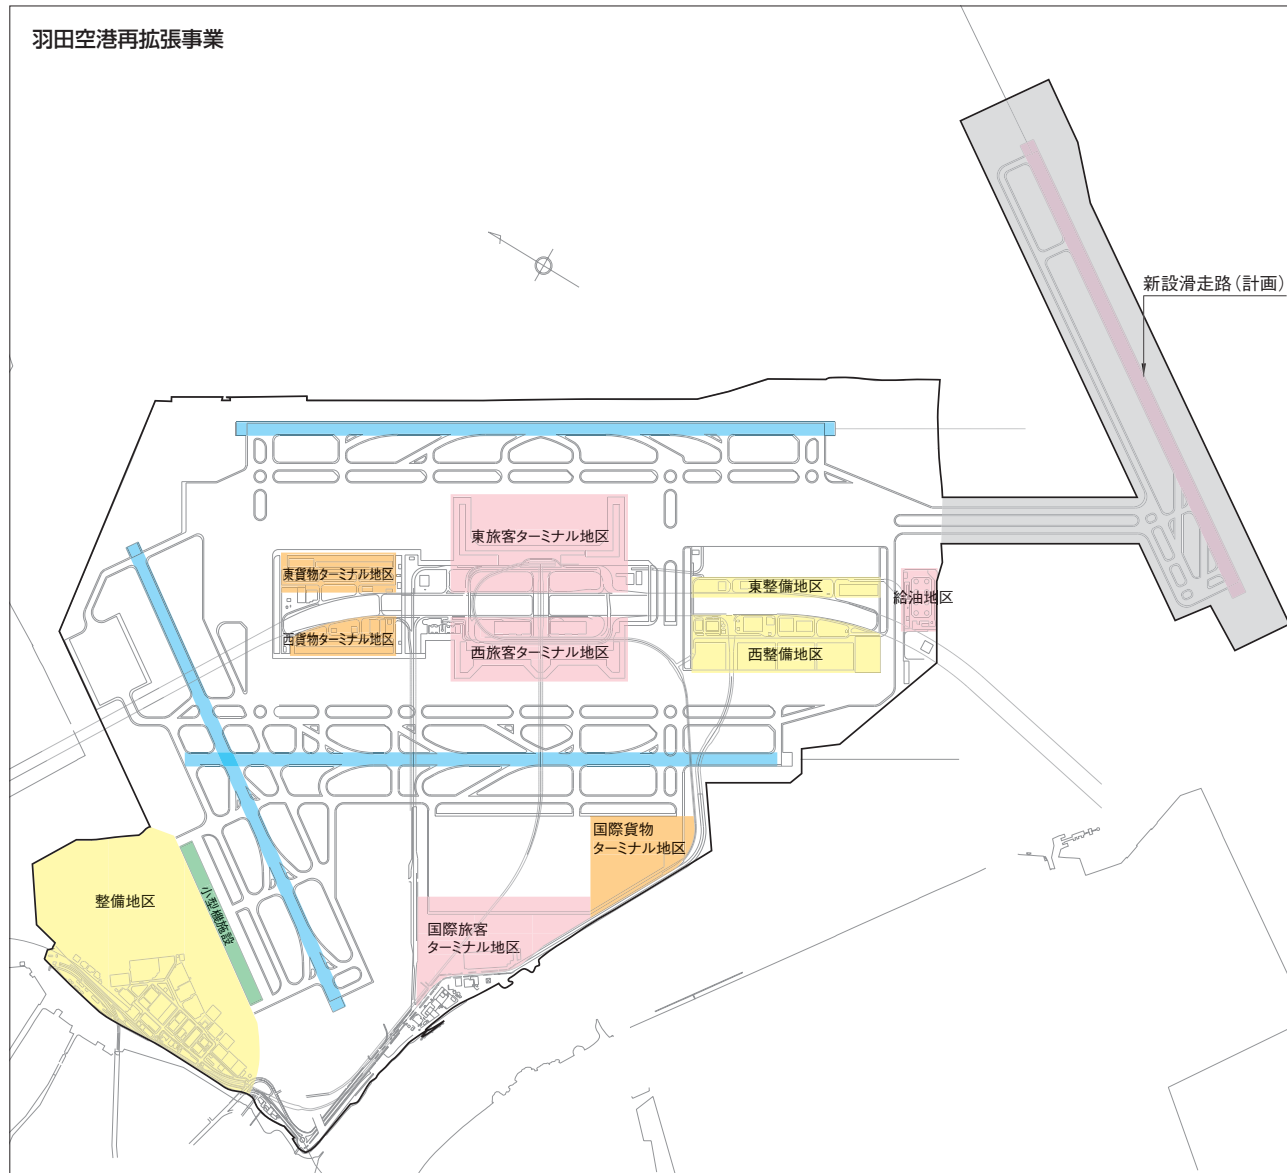 羽田空港再拡張事業
新設滑走路（計画）
東旅客ターミナル地区
東貨物ターミナル地区
東整備地区
給油地区
西貨物ターミナル地区
西旅客ターミナル地区
西整備地区
国際貨物
ターミナル地区
整備地区
小型機施設
国際旅客
ターミナル地区